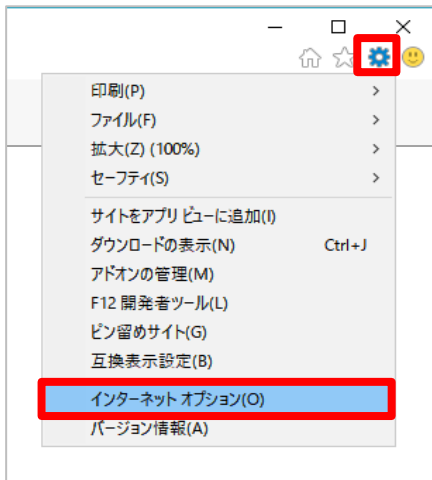 印刷(P)
ファイル(F)
拡大(Z) (100%)
セーフティ(S)
サイトをアプリ ビューに追加(I)
ダウンロードの表示(N) Ctrl+J
アドオンの管理(M)
F12 開発者ツール(L)
ピン留めサイト(G)
互換表示設定(B)
インターネット オプション(O)
バージョン情報(A)